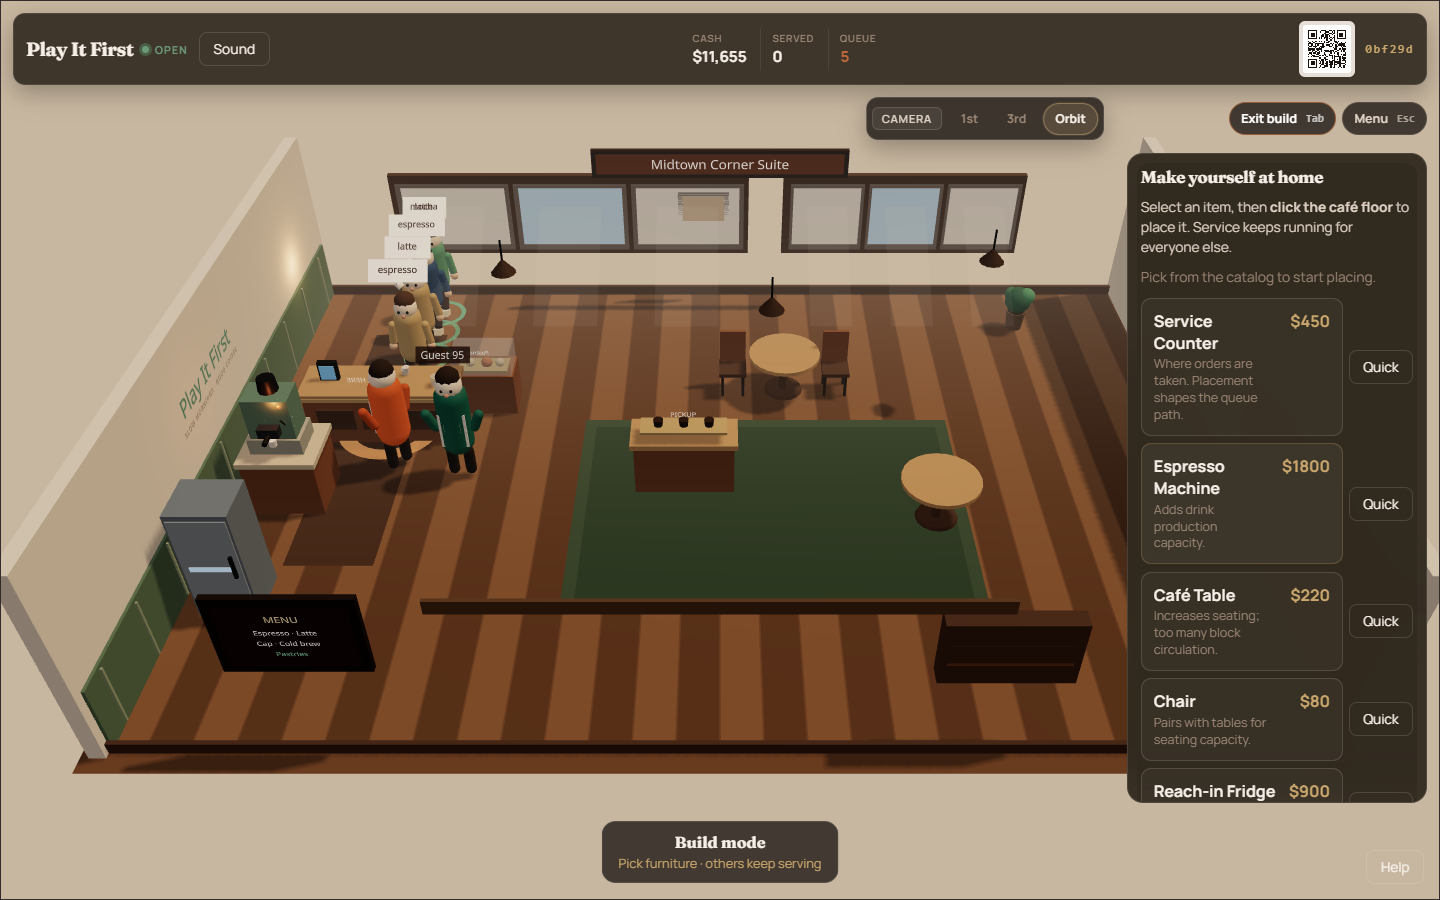 Play It First
OPEN
Sound
CASH
$11,655
SERVED
0
QUEUE
5
0bf29d
CAMERA
1st
3rd
Orbit
Exit build Tab
Menu Esc
Midtown Corner Suite
espresso
latte
espresso
Guest 95
Play It First
PICKUP
MENU
Espresso · Latte
Cap · Cold brew
Pastries
Make yourself at home
Select an item, then click the café floor to
place it. Service keeps running for
everyone else.
Pick from the catalog to start placing.
Service
Counter
$450
Where orders are
taken. Placement
shapes the queue
path.
Quick
Espresso
Machine
$1800
Adds drink
production
capacity.
Quick
Café Table
$220
Increases seating;
too many block
circulation.
Quick
Chair
$80
Pairs with tables for
seating capacity.
Quick
Reach-in Fridge
$900
Build mode
Pick furniture · others keep serving
Help